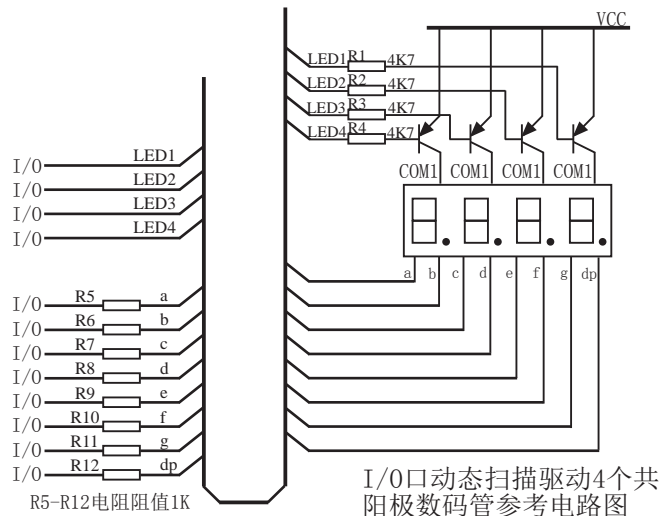 VCC
LED1 R1 4K7
LED2 R2 4K7
LED3 R3 4K7
LED4 R4 4K7
COM1 COM1 COM1 COM1
a b c d e f g dp
I/O LED1
I/O LED2
I/O LED3
I/O LED4
I/O R5 a
I/O R6 b
I/O R7 c
I/O R8 d
I/O R9 e
I/O R10 f
I/O R11 g
I/O R12 dp
R5-R12电阻阻值1K
I/O口动态扫描驱动4个共
阳极数码管参考电路图